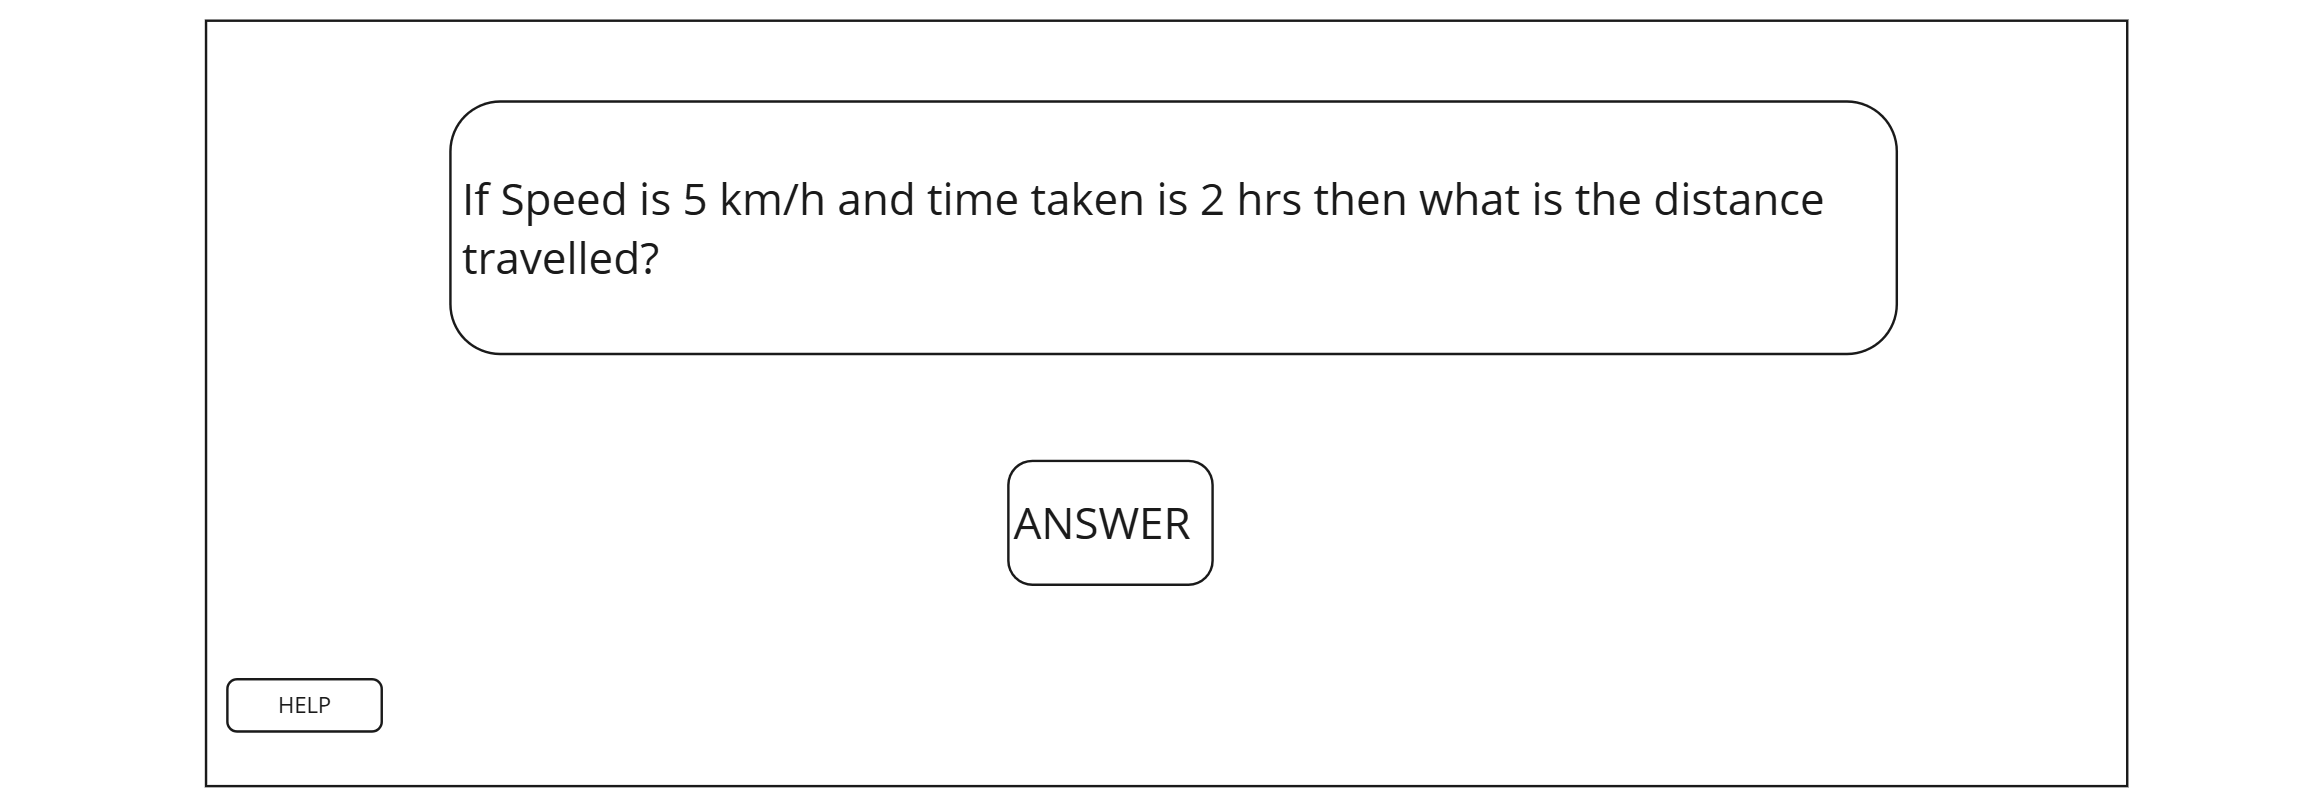 If Speed is 5 km/h and time taken is 2 hrs then what is the distance
travelled?
ANSWER
HELP